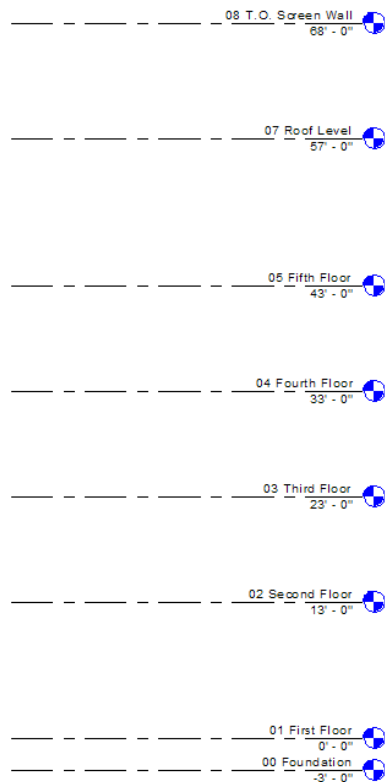 08 T.O. Screen Wall
68' - 0"
07 Roof Level
57' - 0"
05 Fifth Floor
43' - 0"
04 Fourth Floor
33' - 0"
03 Third Floor
23' - 0"
02 Second Floor
13' - 0"
01 First Floor
0' - 0"
00 Foundation
-3' - 0"